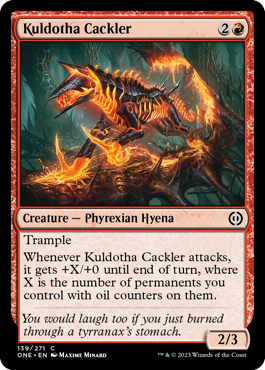 Kuldotha Cackler 2
Creature — Phyrexian Hyena
Trample
Whenever Kuldotha Cackler attacks,
it gets +X/+0 until end of turn, where
X is the number of permanents you
control with oil counters on them.
You would laugh too if you just burned
through a tyrranax's stomach.
2/3
139/271 C
ONE • EN MAXIME MINARD
™ & © 2023 Wizards of the Coast